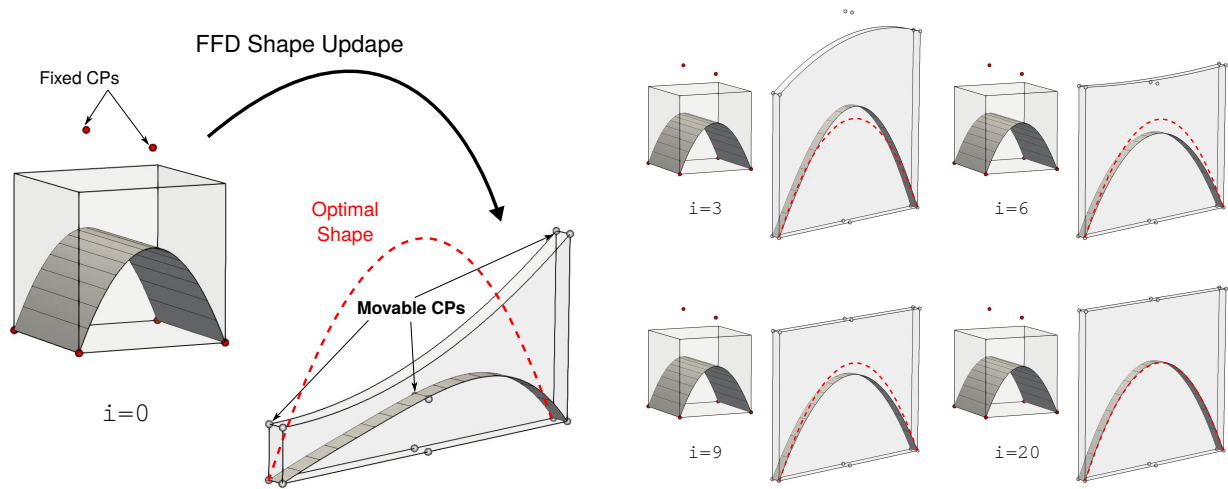 FFD Shape Updape
Fixed CPs
Optimal
Shape
Movable CPs
i=0
i=3
i=6
i=9
i=20